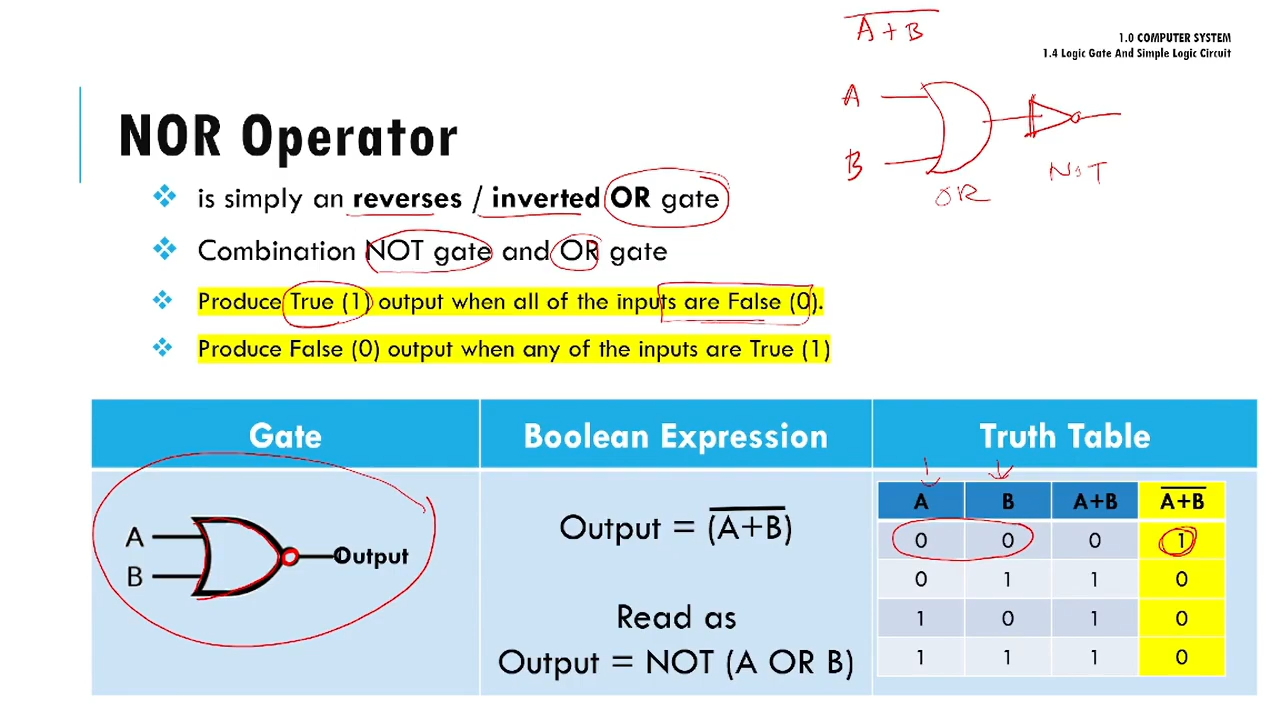 A+B
1.0 COMPUTER SYSTEM
1.4 Logic Gate And Simple Logic Circuit
A
B
OR
NOT
NOR Operator
❖ is simply an reverses / inverted OR gate
❖ Combination NOT gate and OR gate
❖ Produce True (1) output when all of the inputs are False (0).
❖ Produce False (0) output when any of the inputs are True (1)
Gate Boolean Expression Truth Table
A
B
Output
Output = (A̅+̅B̅)
Read as
Output = NOT (A OR B)
A B A+B A̅+̅B̅
0 0 0 1
0 1 1 0
1 0 1 0
1 1 1 0